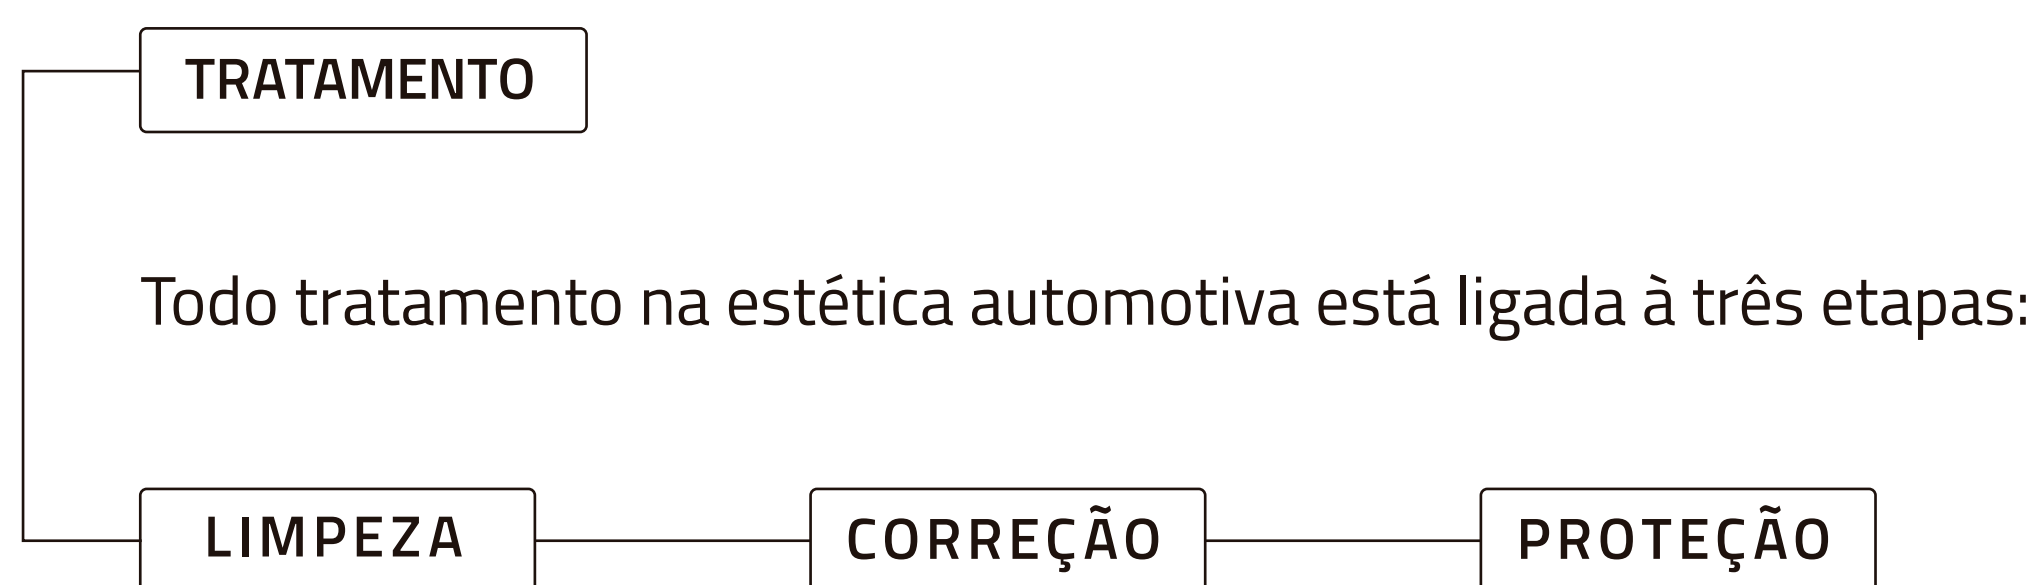 TRATAMENTO
Todo tratamento na estética automotiva está ligada à três etapas:
LIMPEZA CORREÇÃO PROTEÇÃO